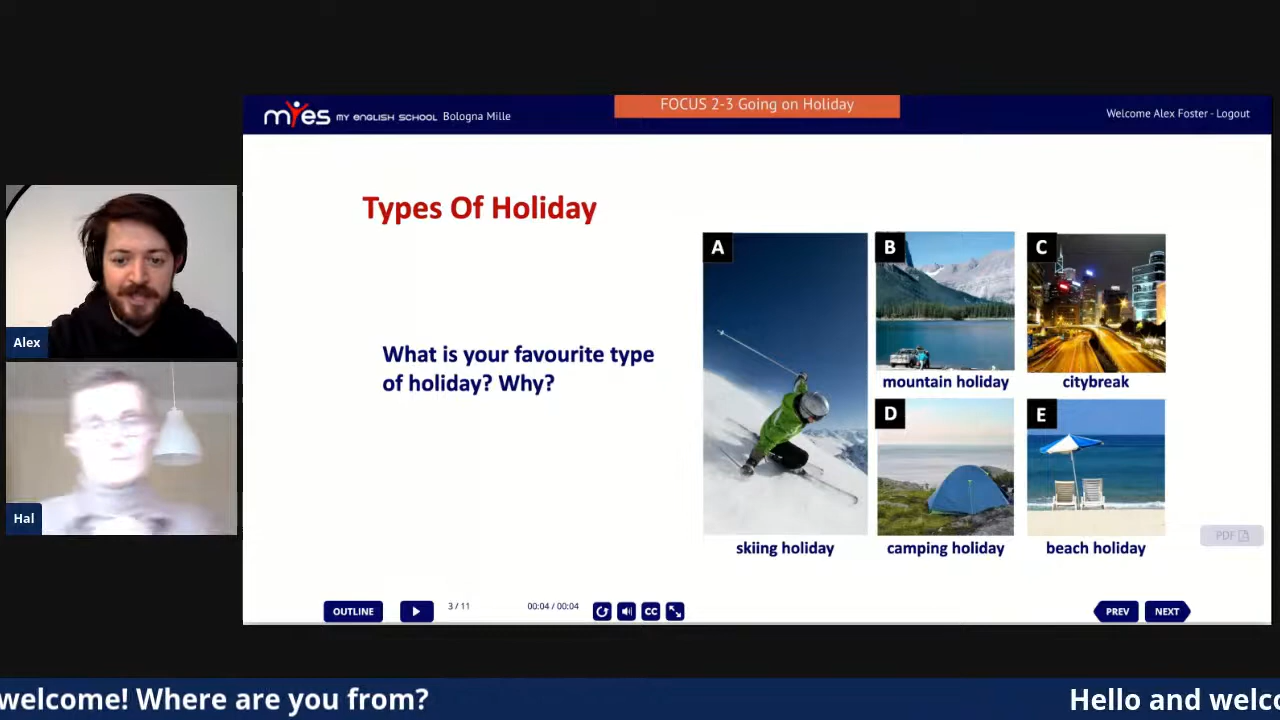 FOCUS 2-3 Going on Holiday
myes MY ENGLISH SCHOOL Bologna Mille
Welcome Alex Foster - Logout
Types Of Holiday
What is your favourite type
of holiday? Why?
A
B
C
mountain holiday
citybreak
D
E
skiing holiday
camping holiday
beach holiday
Alex
Hal
PDF
OUTLINE
3 / 11
00:04 / 00:04
CC
PREV
NEXT
welcome! Where are you from?
Hello and welco